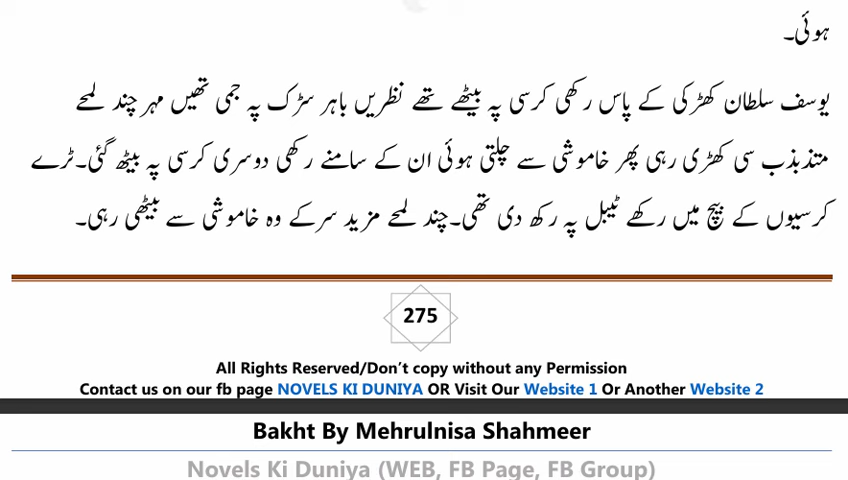 ہوئی۔
یوسف سلطان کھڑکی کے پاس رکھی کرسی پہ بیٹھے تھے نظریں باہر سڑک پہ جمی تھیں مہر چند لمحے
متذبذب سی کھڑی رہی پھر خاموشی سے چلتی ہوئی ان کے سامنے رکھی دوسری کرسی پہ بیٹھ گئی۔ٹرے
کرسیوں کے بیچ میں رکھے ٹیبل پہ رکھ دی تھی۔چند لمحے مزید سرکے وہ خاموشی سے بیٹھی رہی۔
275
All Rights Reserved/Don't copy without any Permission
Contact us on our fb page NOVELS KI DUNIYA OR Visit Our Website 1 Or Another Website 2
Bakht By Mehrulnisa Shahmeer
Novels Ki Duniya (WEB, FB Page, FB Group)